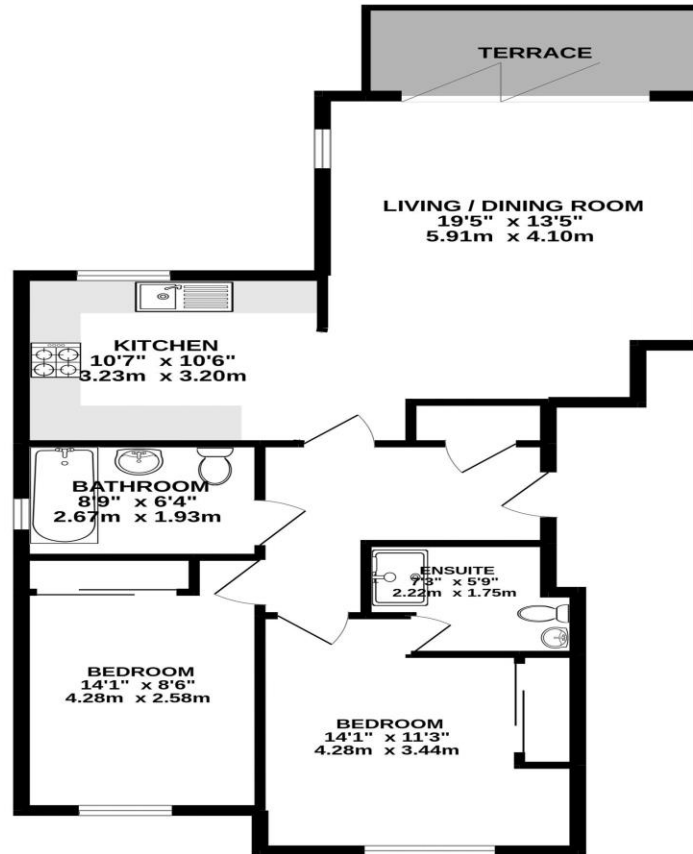 TERRACE
LIVING / DINING ROOM
19'5" x 13'5"
5.91m x 4.10m
KITCHEN
10'7" x 10'6"
3.23m x 3.20m
BATHROOM
8'9" x 6'4"
2.67m x 1.93m
ENSUITE
7'3" x 5'9"
2.22m x 1.75m
BEDROOM
14'1" x 8'6"
4.28m x 2.58m
BEDROOM
14'1" x 11'3"
4.28m x 3.44m